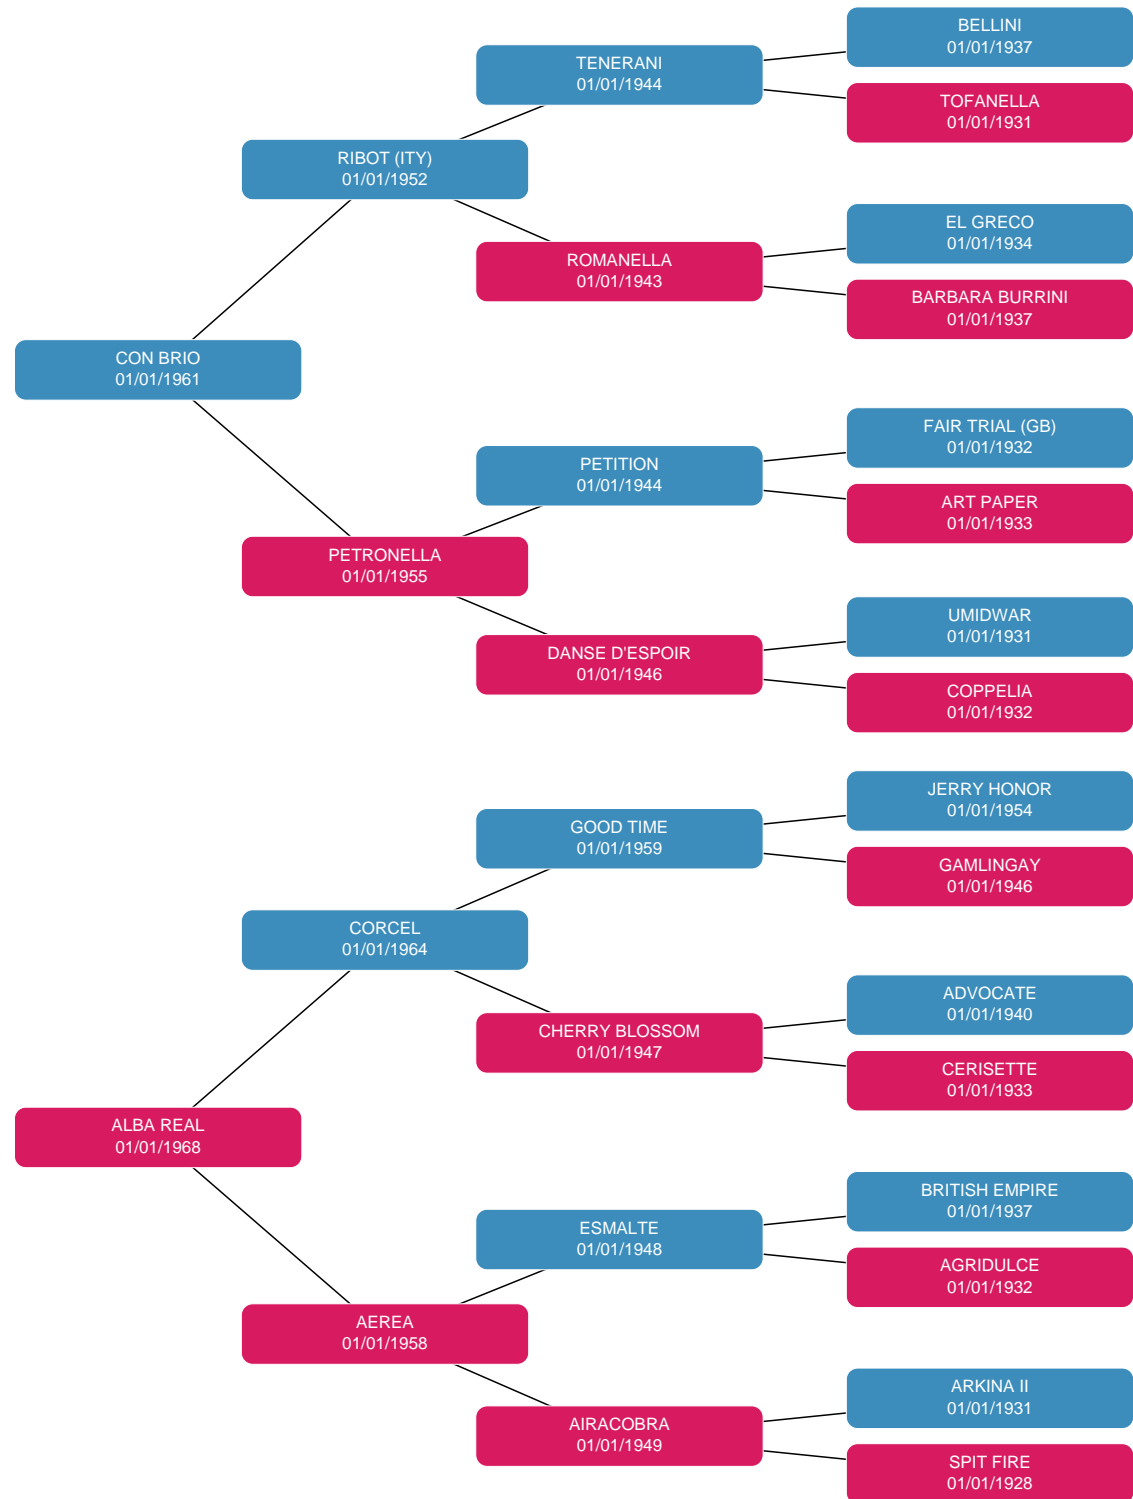 BELLINI
01/01/1937
TENERANI
01/01/1944
TOFANELLA
01/01/1931
RIBOT (ITY)
01/01/1952
EL GRECO
01/01/1934
ROMANELLA
01/01/1943
BARBARA BURRINI
01/01/1937
CON BRIO
01/01/1961
FAIR TRIAL (GB)
01/01/1932
PETITION
01/01/1944
ART PAPER
01/01/1933
PETRONELLA
01/01/1955
UMIDWAR
01/01/1931
DANSE D'ESPOIR
01/01/1946
COPPELIA
01/01/1932
JERRY HONOR
01/01/1954
GOOD TIME
01/01/1959
GAMLINGAY
01/01/1946
CORCEL
01/01/1964
ADVOCATE
01/01/1940
CHERRY BLOSSOM
01/01/1947
CERISETTE
01/01/1933
ALBA REAL
01/01/1968
BRITISH EMPIRE
01/01/1937
ESMALTE
01/01/1948
AGRIDULCE
01/01/1932
AEREA
01/01/1958
ARKINA II
01/01/1931
AIRACOBRA
01/01/1949
SPIT FIRE
01/01/1928